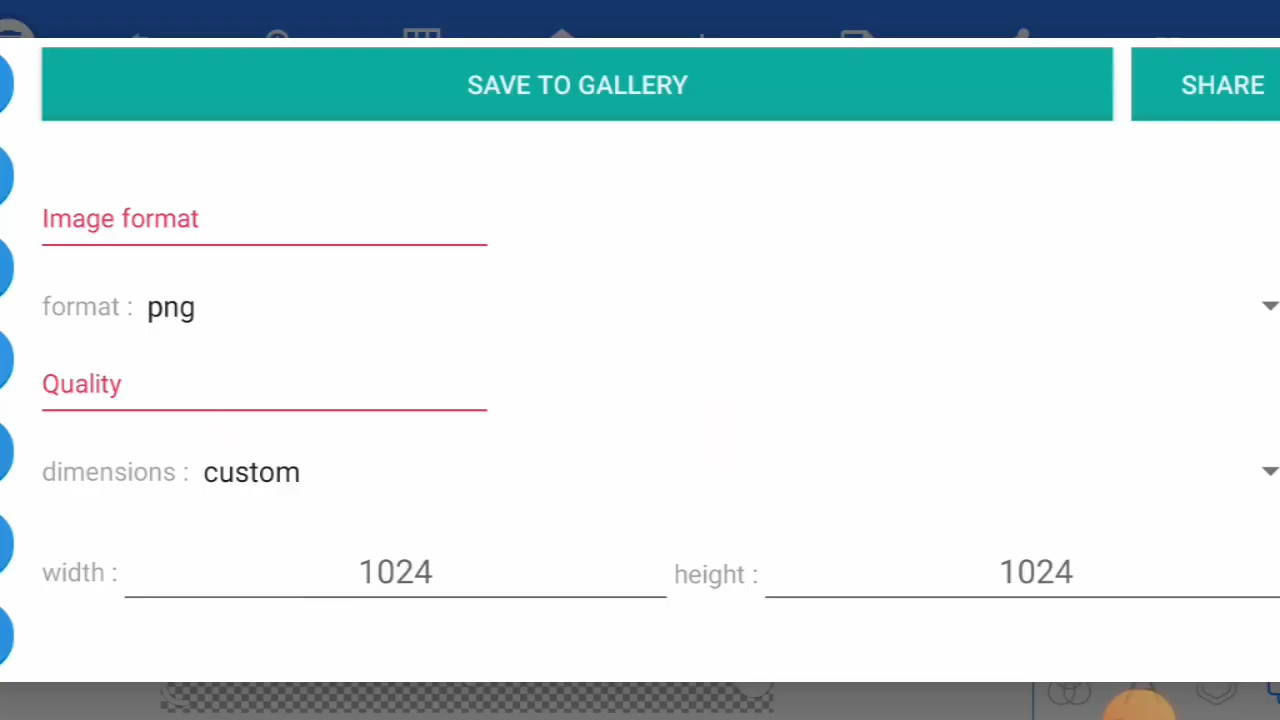 SAVE TO GALLERY
SHARE
Image format
format : png
Quality
dimensions : custom
width : 1024 height : 1024